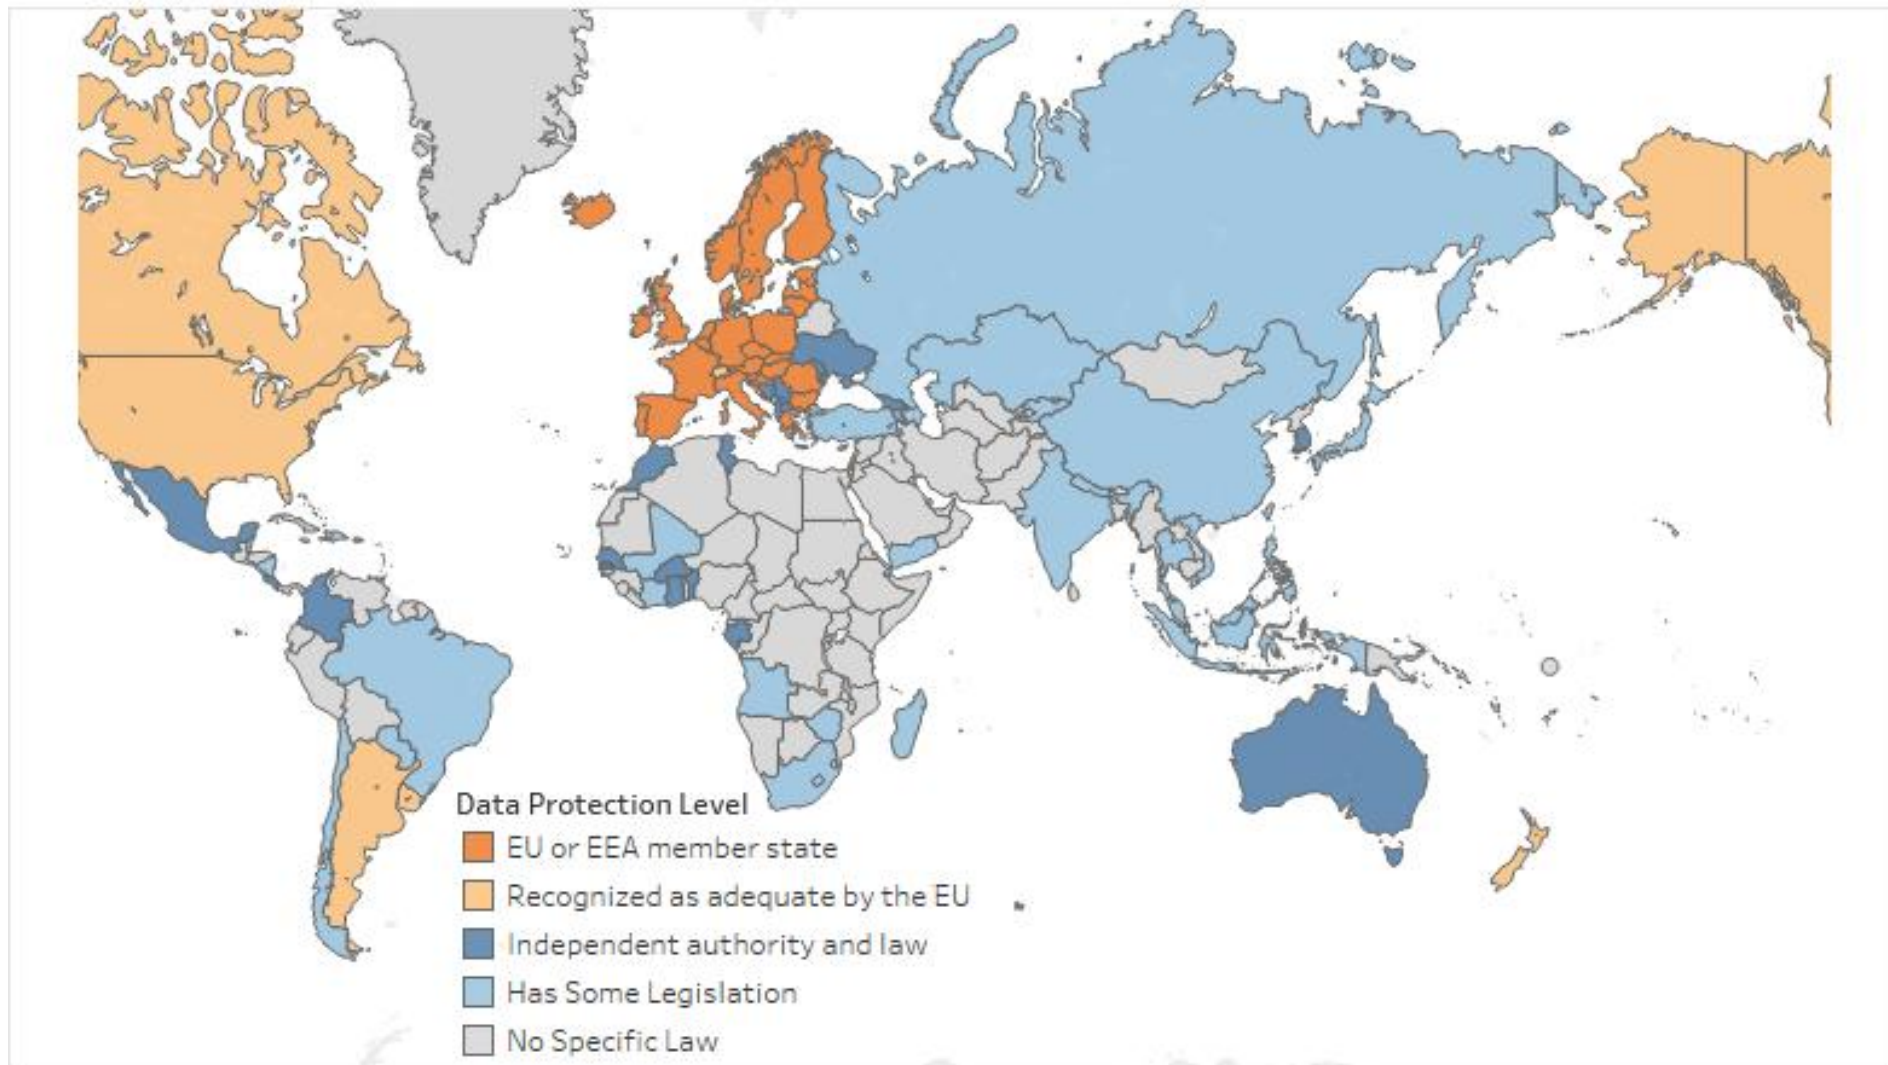 Data Protection Level
EU or EEA member state
Recognized as adequate by the EU
Independent authority and law
Has Some Legislation
No Specific Law